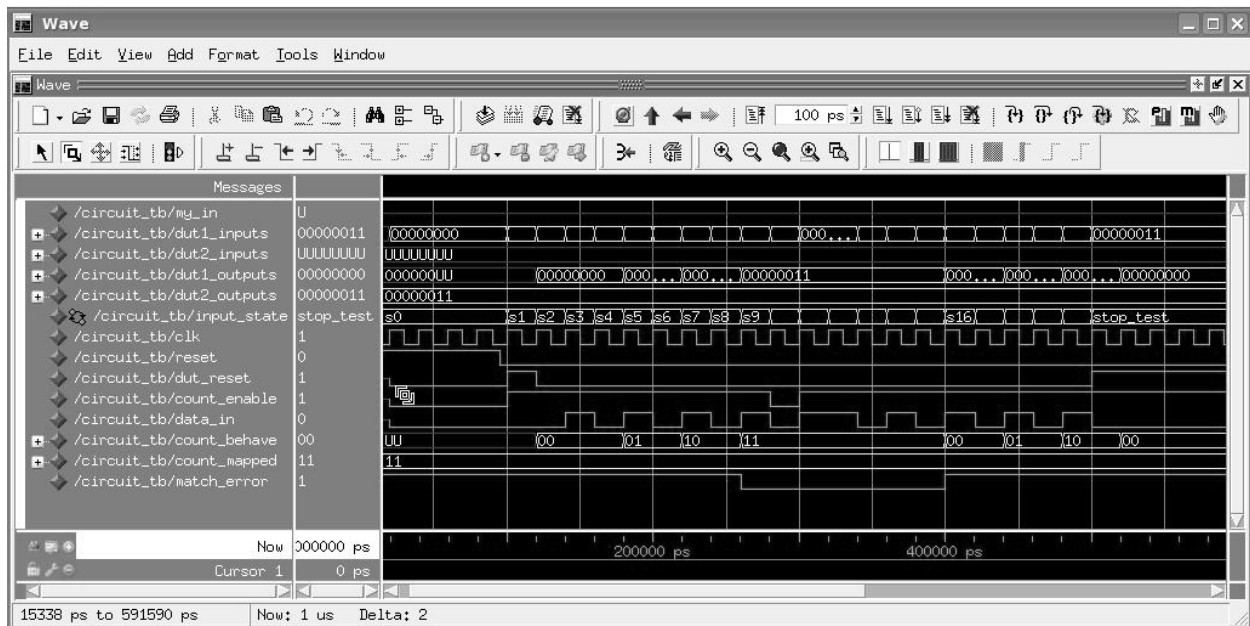 Wave
File Edit View Add Format Tools Window
Wave
100 ps
Messages
/circuit_tb/my_in U
/circuit_tb/dut1_inputs 00000011 00000000 000... 00000011
/circuit_tb/dut2_inputs UUUUUUUU UUUUUUUU
/circuit_tb/dut1_outputs 00000000 000000UU 00000000 000... 000... 00000011 000... 000... 000... 00000000
/circuit_tb/dut2_outputs 00000011 00000011
/circuit_tb/input_state stop_test s0 s1 s2 s3 s4 s5 s6 s7 s8 s9 s16 stop_test
/circuit_tb/clk 1
/circuit_tb/reset 0
/circuit_tb/dut_reset 1
/circuit_tb/count_enable 1
/circuit_tb/data_in 0
/circuit_tb/count_behave 00 UU 00 01 10 11 00 01 10 00
/circuit_tb/count_mapped 11 11
/circuit_tb/match_error 1
Now 000000 ps 200000 ps 400000 ps
Cursor 1 0 ps
15338 ps to 591590 ps Now: 1 us Delta: 2